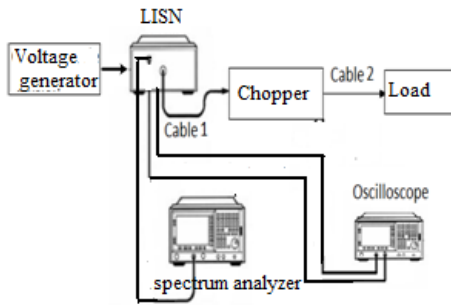 LISN
Voltage
generator
Cable 1
Chopper
Cable 2
Load
Oscilloscope
spectrum analyzer